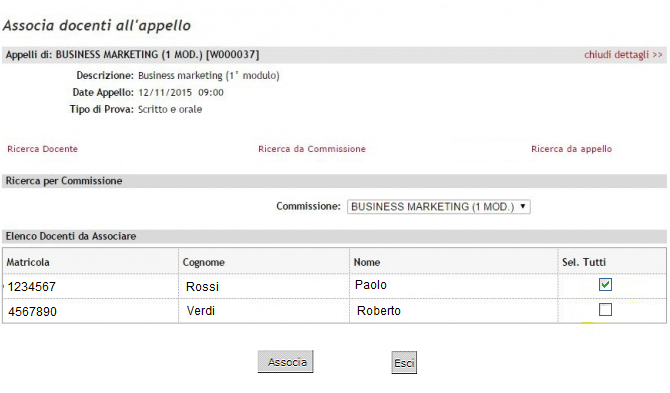 Associa docenti all'appello
Appelli di: BUSINESS MARKETING (1 MOD.) [W000037] chiudi dettagli >>
Descrizione: Business marketing (1° modulo)
Date Appello: 12/11/2015 09:00
Tipo di Prova: Scritto e orale
Ricerca Docente Ricerca da Commissione Ricerca da appello
Ricerca per Commissione
Commissione: BUSINESS MARKETING (1 MOD.)
Elenco Docenti da Associare
Matricola Cognome Nome Sel. Tutti
1234567 Rossi Paolo
4567890 Verdi Roberto
Associa Esci